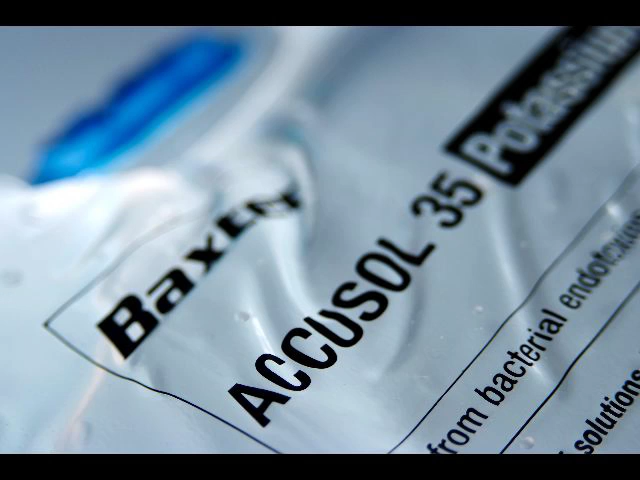 Baxter
ACCUSOL 35 Potassium
from bacterial endotoxins
solutions